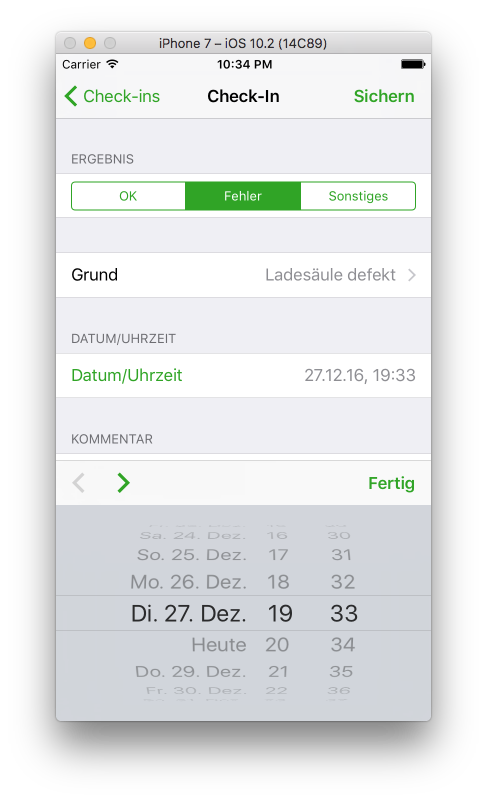 iPhone 7 – iOS 10.2 (14C89)
Carrier 10:34 PM
Check-ins Check-In Sichern
ERGEBNIS
OK Fehler Sonstiges
Grund Ladesäule defekt
DATUM/UHRZEIT
Datum/Uhrzeit 27.12.16, 19:33
KOMMENTAR
Fertig
Sa. 24. Dez. 16 30
So. 25. Dez. 17 31
Mo. 26. Dez. 18 32
Di. 27. Dez. 19 33
Heute 20 34
Do. 29. Dez. 21 35
Fr. 30. Dez. 22 36